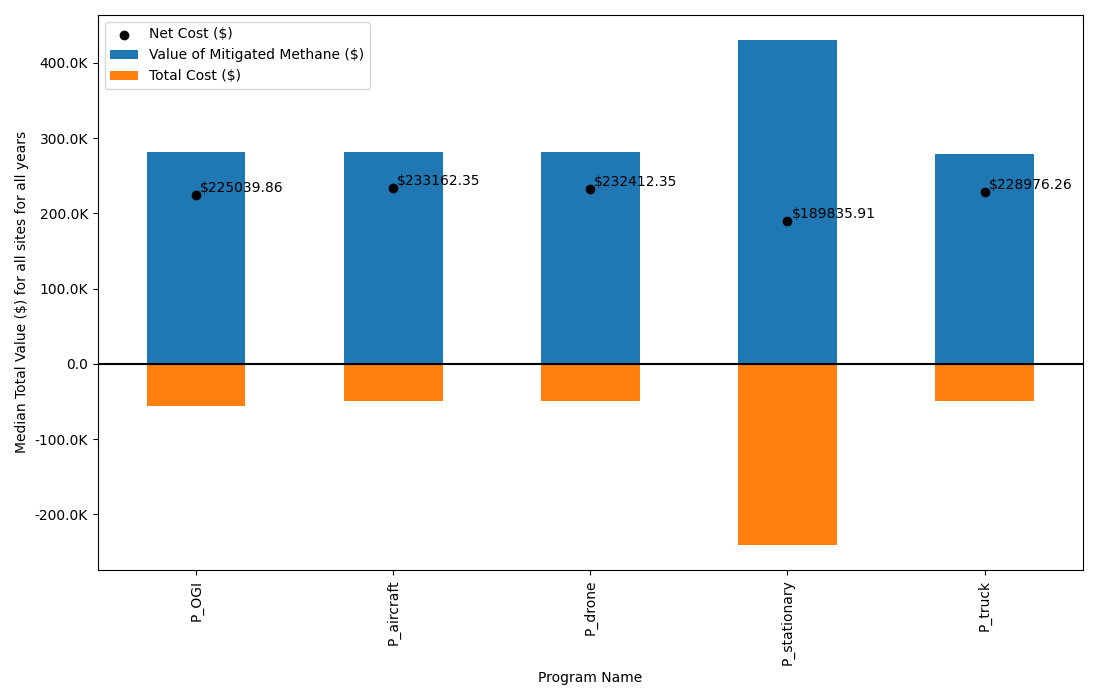 Net Cost ($)
Value of Mitigated Methane ($)
Total Cost ($)
Median Total Value ($) for all sites for all years
400.0K
300.0K
200.0K
100.0K
0.0
-100.0K
-200.0K
$225039.86
$233162.35
$232412.35
$189835.91
$228976.26
P_OGI
P_aircraft
P_drone
P_stationary
P_truck
Program Name